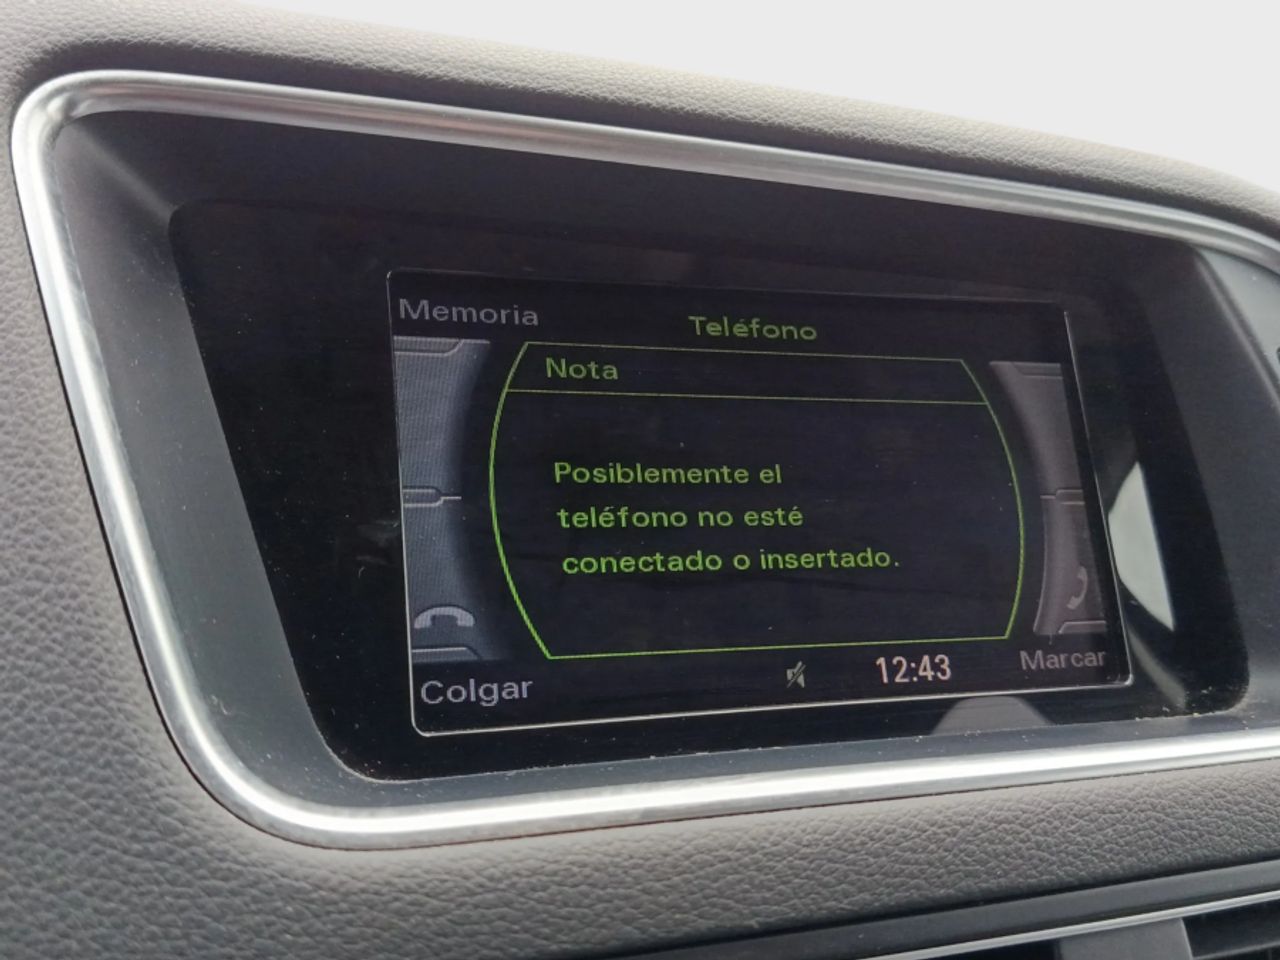 Memoria
Teléfono
Nota
Posiblemente el
teléfono no esté
conectado o insertado.
Colgar
12:43
Marcar